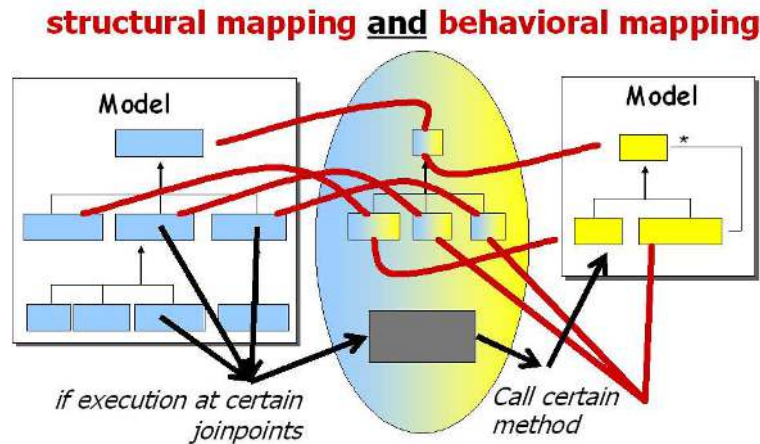 structural mapping and behavioral mapping
Model
Model
*
if execution at certain
joinpoints
Call certain
method